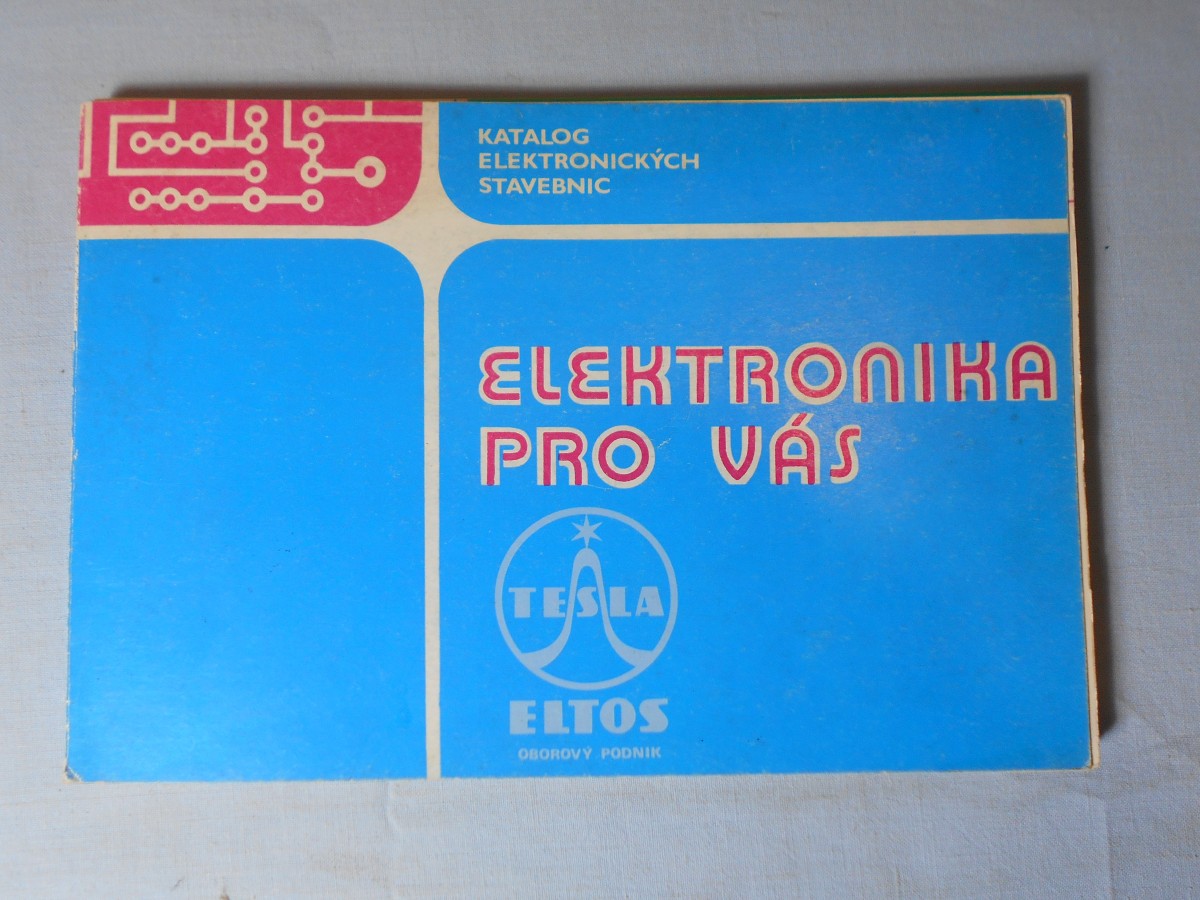 KATALOG
ELEKTRONICKÝCH
STAVEBNIC
ELEKTRONIKA
PRO VÁS
TESLA
ELTOS
OBOROVÝ PODNIK